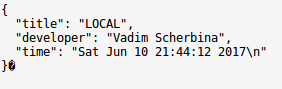 {
"title": "LOCAL",
"developer": "Vadim Scherbina",
"time": "Sat Jun 10 21:44:12 2017\n"
}�